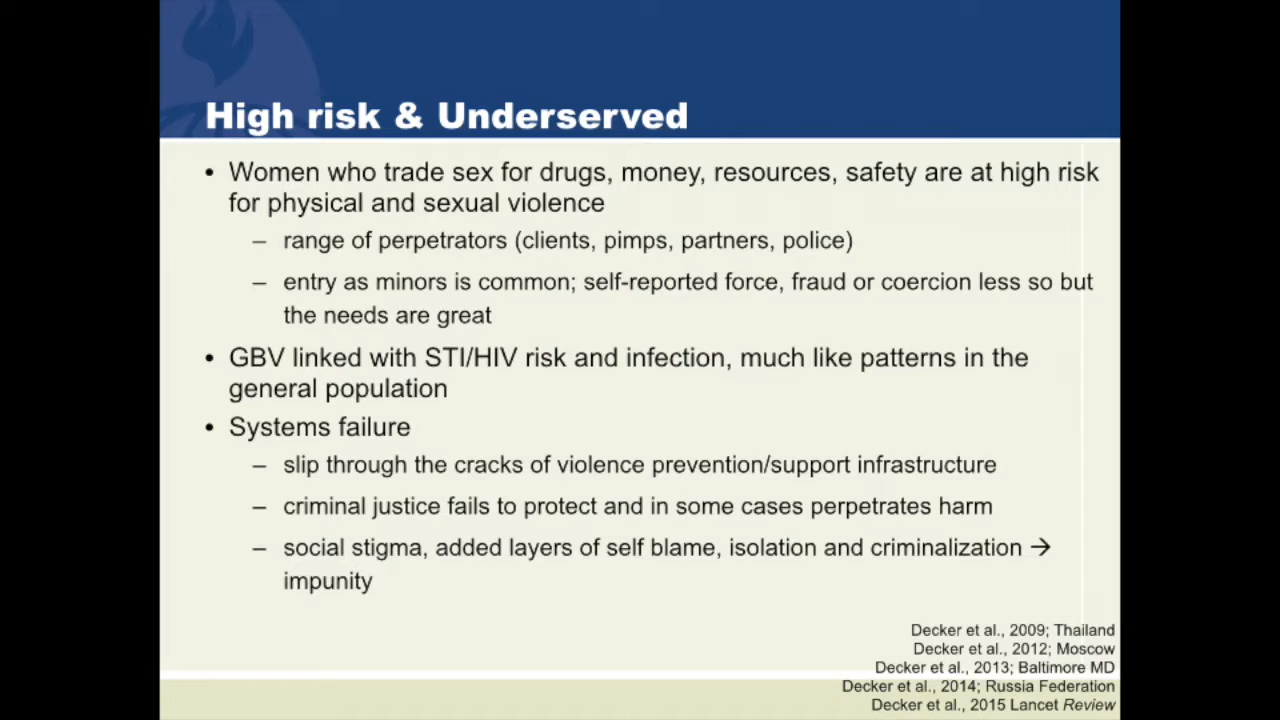 High risk & Underserved
• Women who trade sex for drugs, money, resources, safety are at high risk
for physical and sexual violence
– range of perpetrators (clients, pimps, partners, police)
– entry as minors is common; self-reported force, fraud or coercion less so but
the needs are great
• GBV linked with STI/HIV risk and infection, much like patterns in the
general population
• Systems failure
– slip through the cracks of violence prevention/support infrastructure
– criminal justice fails to protect and in some cases perpetrates harm
– social stigma, added layers of self blame, isolation and criminalization →
impunity
Decker et al., 2009; Thailand
Decker et al., 2012; Moscow
Decker et al., 2013; Baltimore MD
Decker et al., 2014; Russia Federation
Decker et al., 2015 Lancet Review